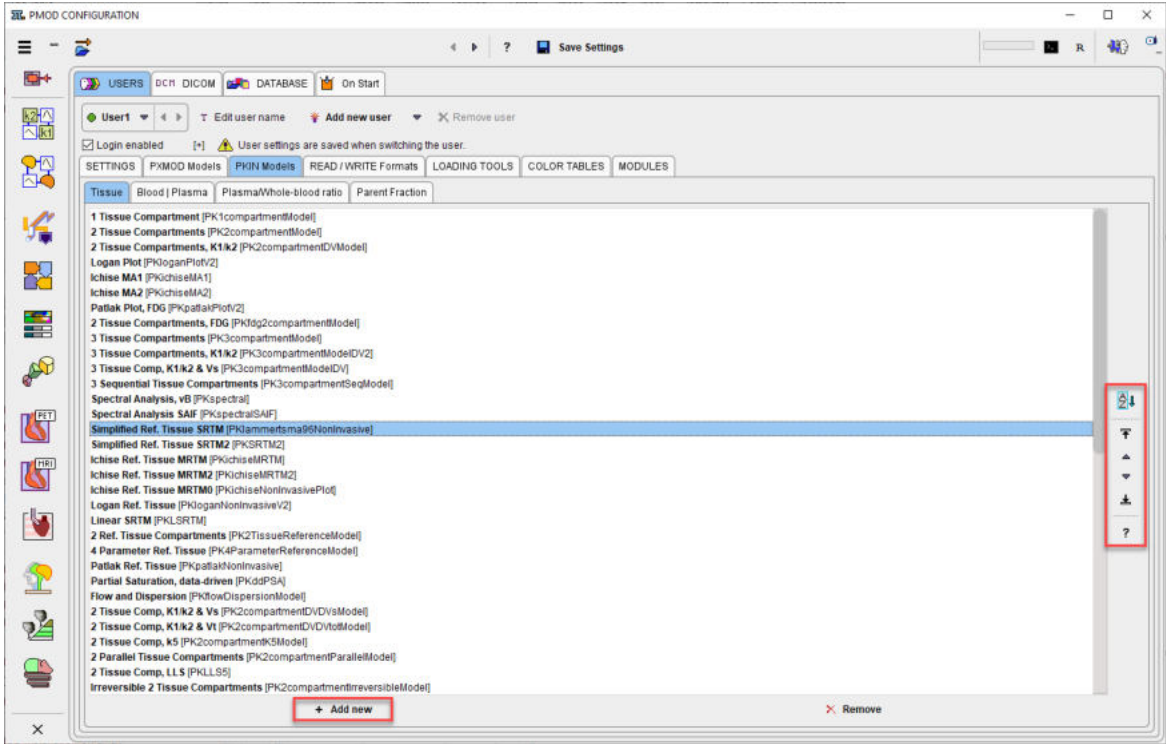 PMOD CONFIGURATION
? Save Settings R
k2
k1
USERS DCM DICOM DATABASE On Start
User1 T Edit user name Add new user Remove user
Login enabled [+] User settings are saved when switching the user.
SETTINGS PXMOD Models PKIN Models READ / WRITE Formats LOADING TOOLS COLOR TABLES MODULES
Tissue Blood | Plasma Plasma/Whole-blood ratio Parent Fraction
1 Tissue Compartment [PK1compartmentModel]
2 Tissue Compartments [PK2compartmentModel]
2 Tissue Compartments, K1/k2 [PK2compartmentDVModel]
Logan Plot [PKloganPlotV2]
Ichise MA1 [PKichiseMA1]
Ichise MA2 [PKichiseMA2]
Patlak Plot, FDG [PKpatlakPlotV2]
2 Tissue Compartments, FDG [PKfdg2compartmentModel]
3 Tissue Compartments [PK3compartmentModel]
3 Tissue Compartments, K1/k2 [PK3compartmentModelDV2]
3 Tissue Comp, K1/k2 & Vs [PK3compartmentModelDV]
3 Sequential Tissue Compartments [PK3compartmentSeqModel]
Spectral Analysis, vB [PKspectral]
Spectral Analysis SAIF [PKspectralSAIF]
Simplified Ref. Tissue SRTM [PKlammertsma96NonInvasive]
Simplified Ref. Tissue SRTM2 [PKSRTM2]
Ichise Ref. Tissue MRTM [PKichiseMRTM]
Ichise Ref. Tissue MRTM2 [PKichiseMRTM2]
Ichise Ref. Tissue MRTM0 [PKichiseNonInvasivePlot]
Logan Ref. Tissue [PKloganNonInvasiveV2]
Linear SRTM [PKLSRTM]
2 Ref. Tissue Compartments [PK2TissueReferenceModel]
4 Parameter Ref. Tissue [PK4ParameterReferenceModel]
Patlak Ref. Tissue [PKpatlakNonInvasive]
Partial Saturation, data-driven [PKddPSA]
Flow and Dispersion [PKflowDispersionModel]
2 Tissue Comp, K1/k2 & Vs [PK2compartmentDVDVsModel]
2 Tissue Comp, K1/k2 & Vt [PK2compartmentDVDVtotModel]
2 Tissue Comp, k5 [PK2compartmentK5Model]
2 Parallel Tissue Compartments [PK2compartmentParallelModel]
2 Tissue Comp, LLS [PKLLS5]
Irreversible 2 Tissue Compartments [PK2compartmentIrreversibleModel]
PET
MRI
?
+ Add new Remove